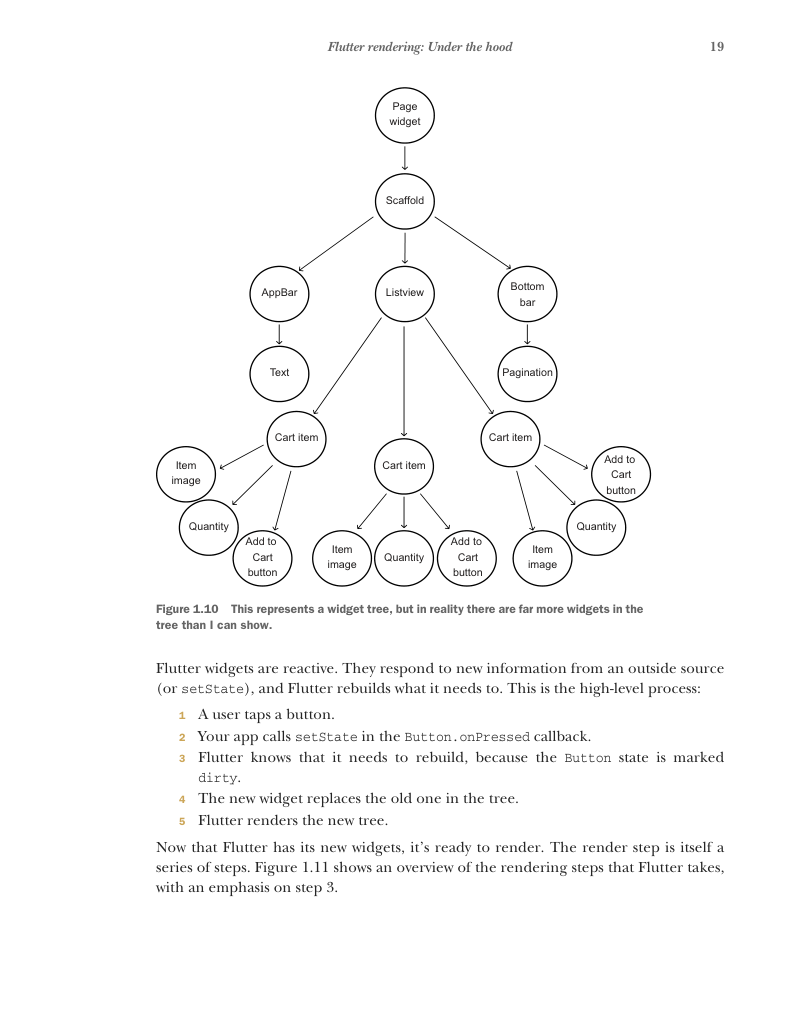 Flutter rendering: Under the hood 19
Page
widget
Scaffold
AppBar
Listview
Bottom
bar
Text
Pagination
Cart item
Cart item
Cart item
Item
image
Quantity
Add to
Cart
button
Item
image
Quantity
Add to
Cart
button
Item
image
Quantity
Add to
Cart
button
Figure 1.10 This represents a widget tree, but in reality there are far more widgets in the
tree than I can show.
Flutter widgets are reactive. They respond to new information from an outside source
(or setState), and Flutter rebuilds what it needs to. This is the high-level process:
1 A user taps a button.
2 Your app calls setState in the Button.onPressed callback.
3 Flutter knows that it needs to rebuild, because the Button state is marked
dirty.
4 The new widget replaces the old one in the tree.
5 Flutter renders the new tree.
Now that Flutter has its new widgets, it's ready to render. The render step is itself a
series of steps. Figure 1.11 shows an overview of the rendering steps that Flutter takes,
with an emphasis on step 3.